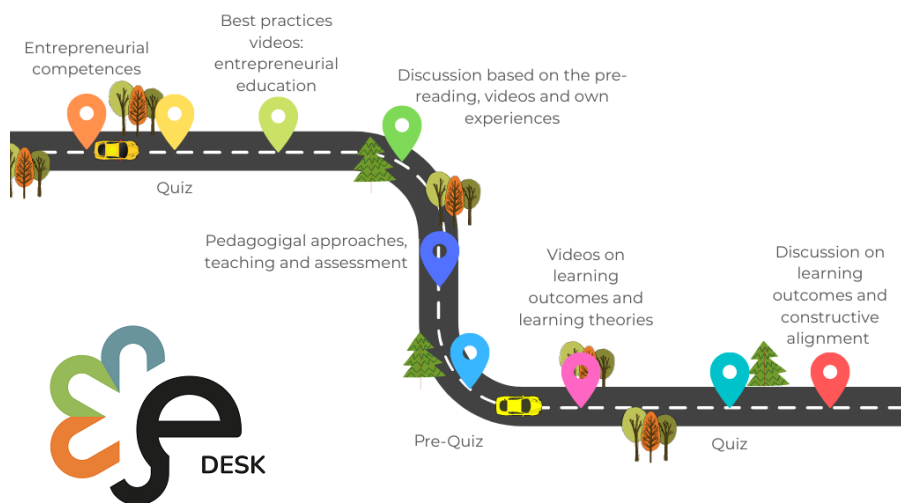 Entrepreneurial
competences
Quiz
Best practices
videos:
entrepreneurial
education
Discussion based on the pre-
reading, videos and own
experiences
Pedagogigal approaches,
teaching and assessment
Pre-Quiz
Videos on
learning
outcomes and
learning theories
Quiz
Discussion on
learning
outcomes and
constructive
alignment
e
DESK